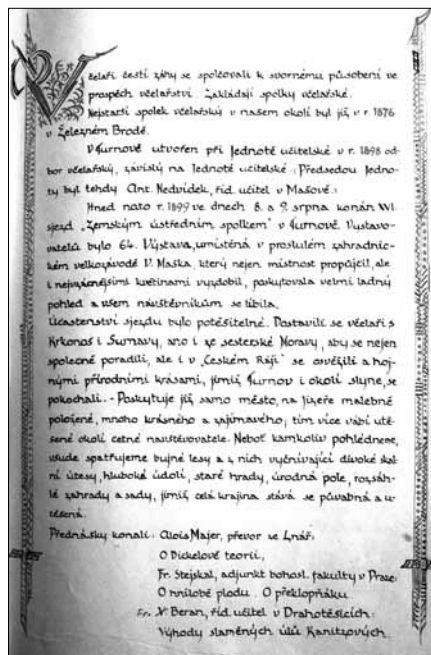 Včelaři čestí záhy se spolčovali k svornému působení ve
prospěch včelařství. Zakládají spolky včelařské.
Nejstarší spolek včelařský v našem okolí byl již v r. 1876
v Železném Brodě.
V Turnově utvořen při Jednotě učitelské v r. 1898 od-
bor včelařský, závislý na Jednotě učitelské. Předsedou Jedno-
ty byl tehdy Ant. Nedvídek, říd. učitel v Mašově.
Hned nato r. 1899 ve dnech 8. a 9. srpna konán XVI.
sjezd „Zemským ústředním spolkem" v Turnově. Vystavo-
vatelů bylo 64. Výstava, umístěná v proslulém zahradnic-
kém velkozávodě V. Maška, který nejen místnost propůjčil, ale
i nejvzácnějšími květinami vyzdobil, poskytovala velmi ladný
pohled a všem návštěvníkům se líbila.
Účastenství sjezdu bylo potěšitelné. Dostavili se včelaři s
Krkonoš i Šumavy, ano i ze sesterské Moravy, aby se nejen
společně poradili, ale i v „Českém Ráji" se osvěžili a hoj-
nými přírodními krásami, jimiž Turnov i okolí slyne, se
pokochali. - Poskytuje již samo město, na Jizeře malebně
položené, mnoho krásného a zajímavého; tím více vábí utě-
šené okolí četné navštěvovatele. Neboť kamkoliv pohlédneme,
všude spatřujeme bujné lesy a z nich vyčnívající divoké skal-
ní útesy, hluboká údolí, staré hrady, úrodná pole, rozsáh-
lé zahrady a sady, jimiž celá krajina stává se půvabná a u-
těšená.
Přednášky konali: Alois Majer, převor ve Lnář:
O Dickelově teorii,
Fr. Stejskal, adjunkt bohosl. fakulty v Praze:
O hnilobě plodu. O překlopňáku
Fr. X. Beran, říd. učitel v Drahotěšicích:
Výhody slaměných úlů Kanitzových.